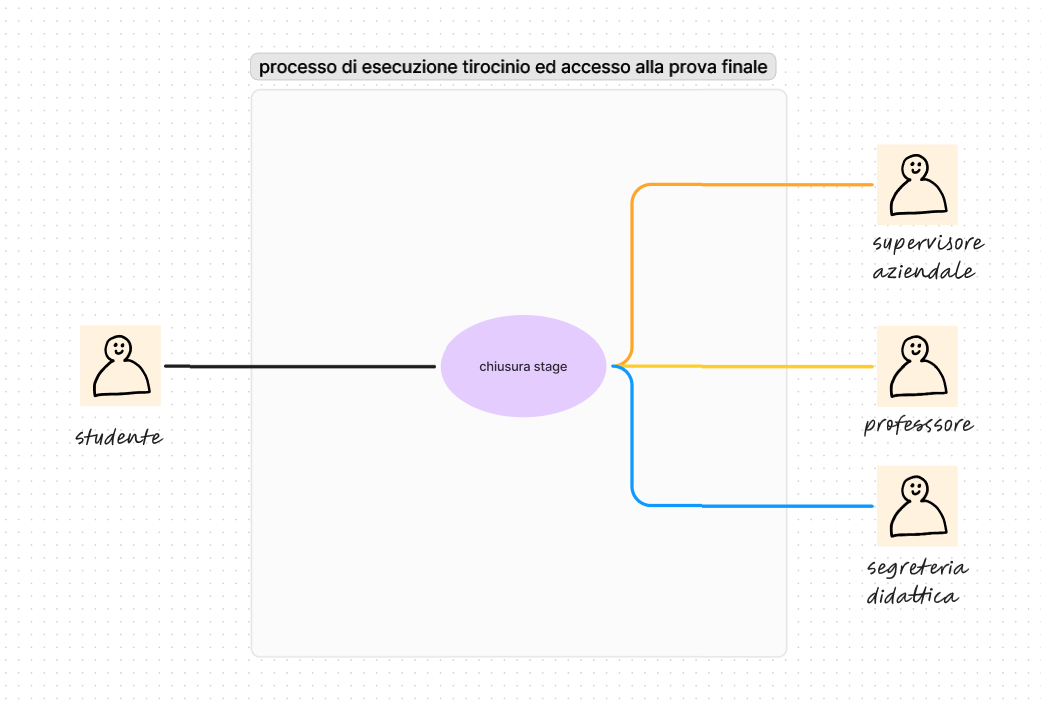 processo di esecuzione tirocinio ed accesso alla prova finale
supervisore
aziendale
chiusura stage
professsore
studente
segreteria
didattica